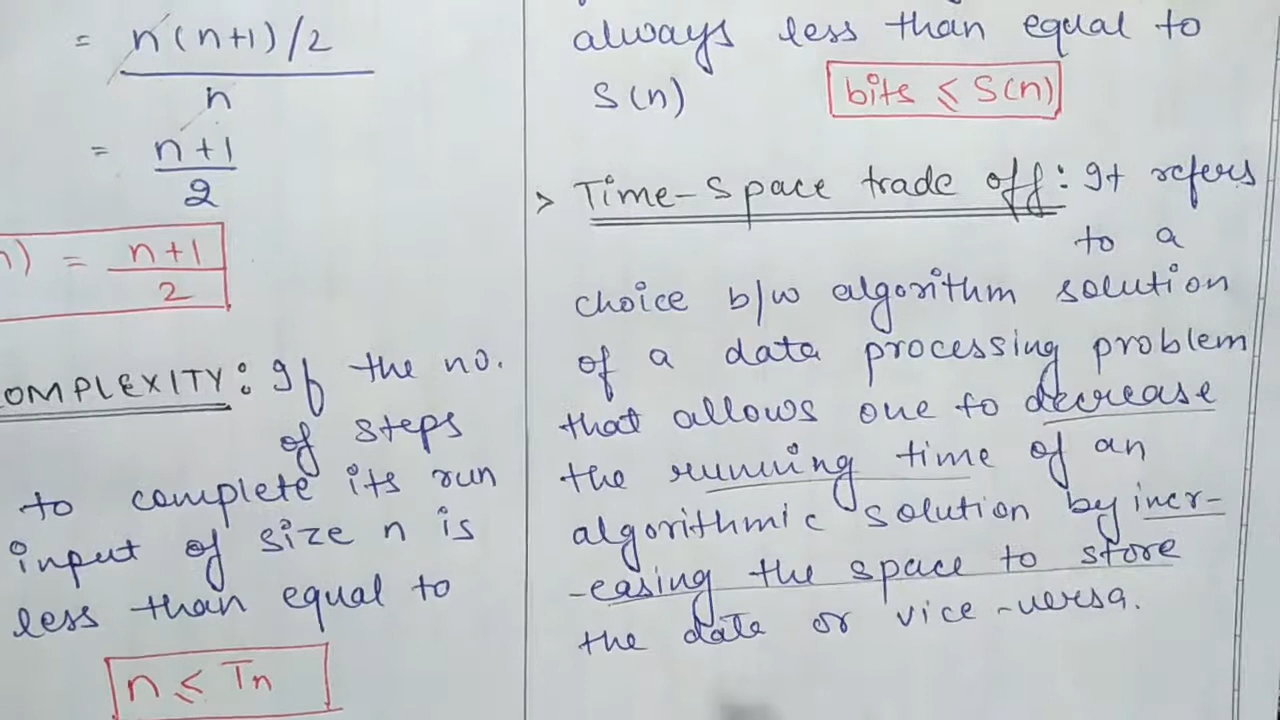 = n(n+1)/2
n
= n+1
2
n) = n+1
2
OMPLEXITY: If the no.
of steps
to complete its run
input of size n is
less than equal to
n ≤ Tn
always less than equal to
S(n) bits ≤ S(n)
> Time-Space trade off: It refers
to a
choice b/w algorithm solution
of a data processing problem
that allows one to decrease
the running time of an
algorithmic solution by incr-
-easing the space to store
the date or vice-versa.